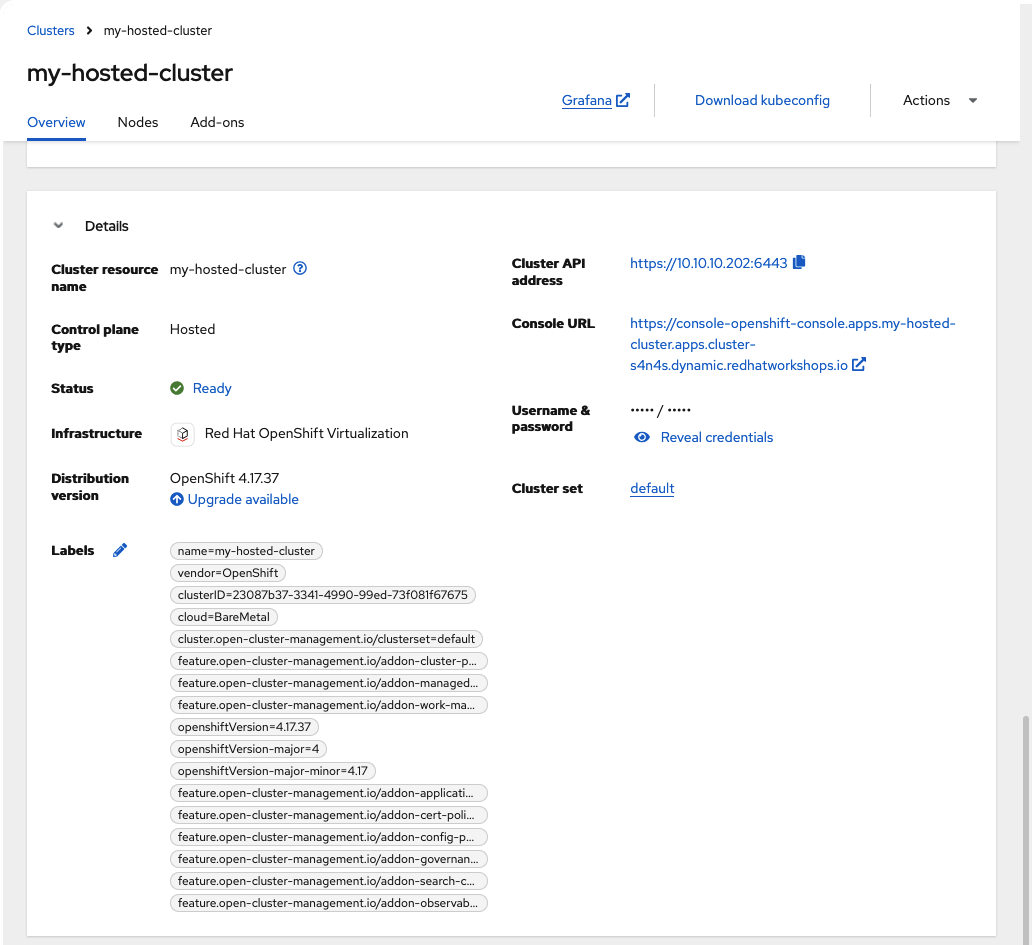 Clusters > my-hosted-cluster
my-hosted-cluster
Grafana
Download kubeconfig
Actions
Overview Nodes Add-ons
Details
Cluster resource name
my-hosted-cluster
Control plane type
Hosted
Status
Ready
Infrastructure
Red Hat OpenShift Virtualization
Distribution version
OpenShift 4.17.37
Upgrade available
Labels
name=my-hosted-cluster
vendor=OpenShift
clusterID=23087b37-3341-4990-99ed-73f081f67675
cloud=BareMetal
cluster.open-cluster-management.io/clusterset=default
feature.open-cluster-management.io/addon-cluster-p...
feature.open-cluster-management.io/addon-managed...
feature.open-cluster-management.io/addon-work-ma...
openshiftVersion=4.17.37
openshiftVersion-major=4
openshiftVersion-major-minor=4.17
feature.open-cluster-management.io/addon-applicati...
feature.open-cluster-management.io/addon-cert-poli...
feature.open-cluster-management.io/addon-config-p...
feature.open-cluster-management.io/addon-governan...
feature.open-cluster-management.io/addon-search-c...
feature.open-cluster-management.io/addon-observab...
Cluster API address
https://10.10.10.202:6443
Console URL
https://console-openshift-console.apps.my-hosted-
cluster.apps.cluster-
s4n4s.dynamic.redhatworkshops.io
Username & password
••••• / •••••
Reveal credentials
Cluster set
default